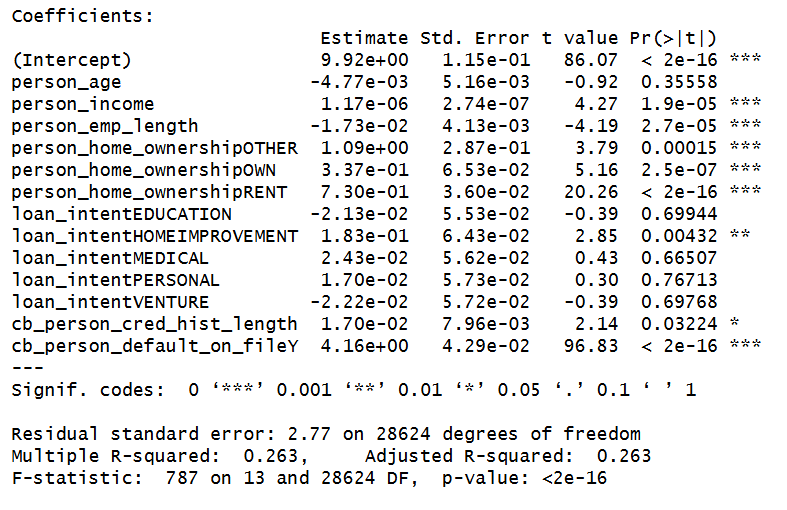 Coefficients:
                           Estimate Std. Error t value Pr(>|t|)
(Intercept)                9.92e+00   1.15e-01   86.07  < 2e-16 ***
person_age                -4.77e-03   5.16e-03   -0.92  0.35558
person_income              1.17e-06   2.74e-07    4.27  1.9e-05 ***
person_emp_length         -1.73e-02   4.13e-03   -4.19  2.7e-05 ***
person_home_ownershipOTHER 1.09e+00   2.87e-01    3.79  0.00015 ***
person_home_ownershipOWN   3.37e-01   6.53e-02    5.16  2.5e-07 ***
person_home_ownershipRENT  7.30e-01   3.60e-02   20.26  < 2e-16 ***
loan_intentEDUCATION      -2.13e-02   5.53e-02   -0.39  0.69944
loan_intentHOMEIMPROVEMENT 1.83e-01   6.43e-02    2.85  0.00432 **
loan_intentMEDICAL         2.43e-02   5.62e-02    0.43  0.66507
loan_intentPERSONAL        1.70e-02   5.73e-02    0.30  0.76713
loan_intentVENTURE        -2.22e-02   5.72e-02   -0.39  0.69768
cb_person_cred_hist_length 1.70e-02   7.96e-03    2.14  0.03224 *
cb_person_default_on_fileY 4.16e+00   4.29e-02   96.83  < 2e-16 ***
---
Signif. codes:  0 ‘***’ 0.001 ‘**’ 0.01 ‘*’ 0.05 ‘.’ 0.1 ‘ ’ 1

Residual standard error: 2.77 on 28624 degrees of freedom
Multiple R-squared:  0.263,     Adjusted R-squared:  0.263
F-statistic:  787 on 13 and 28624 DF,  p-value: <2e-16